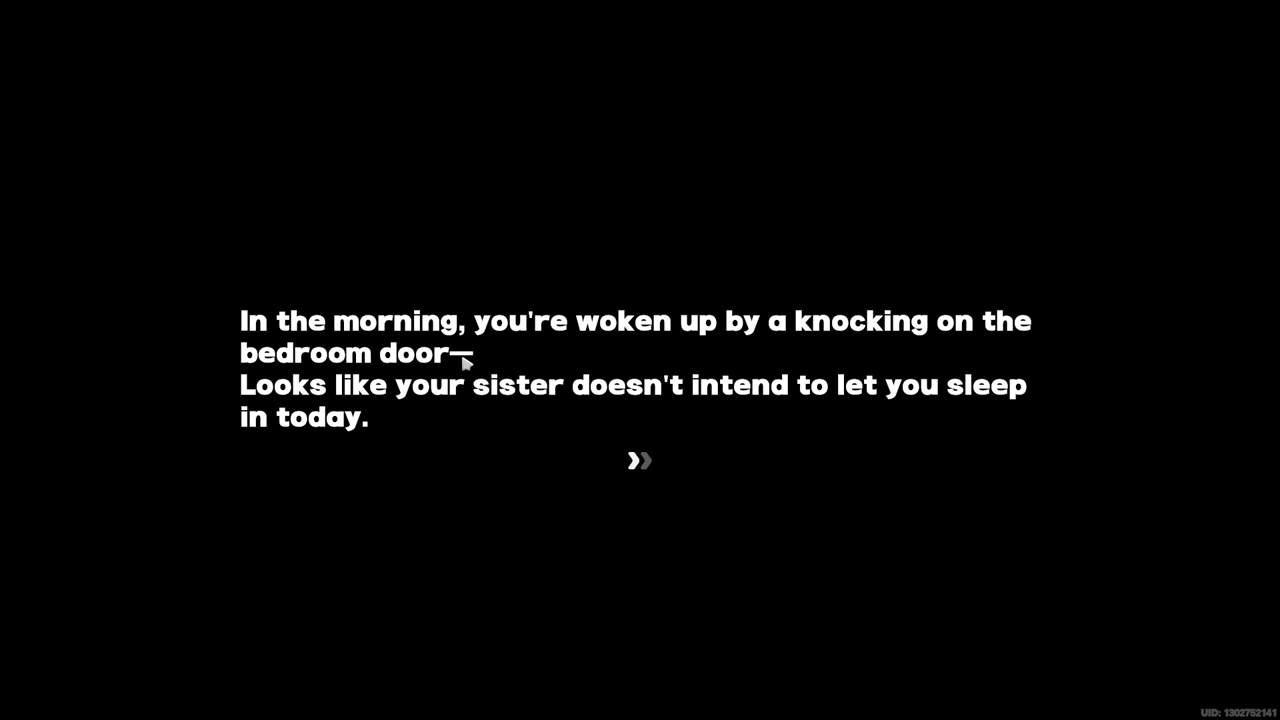 In the morning, you're woken up by a knocking on the
bedroom door—
Looks like your sister doesn't intend to let you sleep
in today.
UID: 1302752141